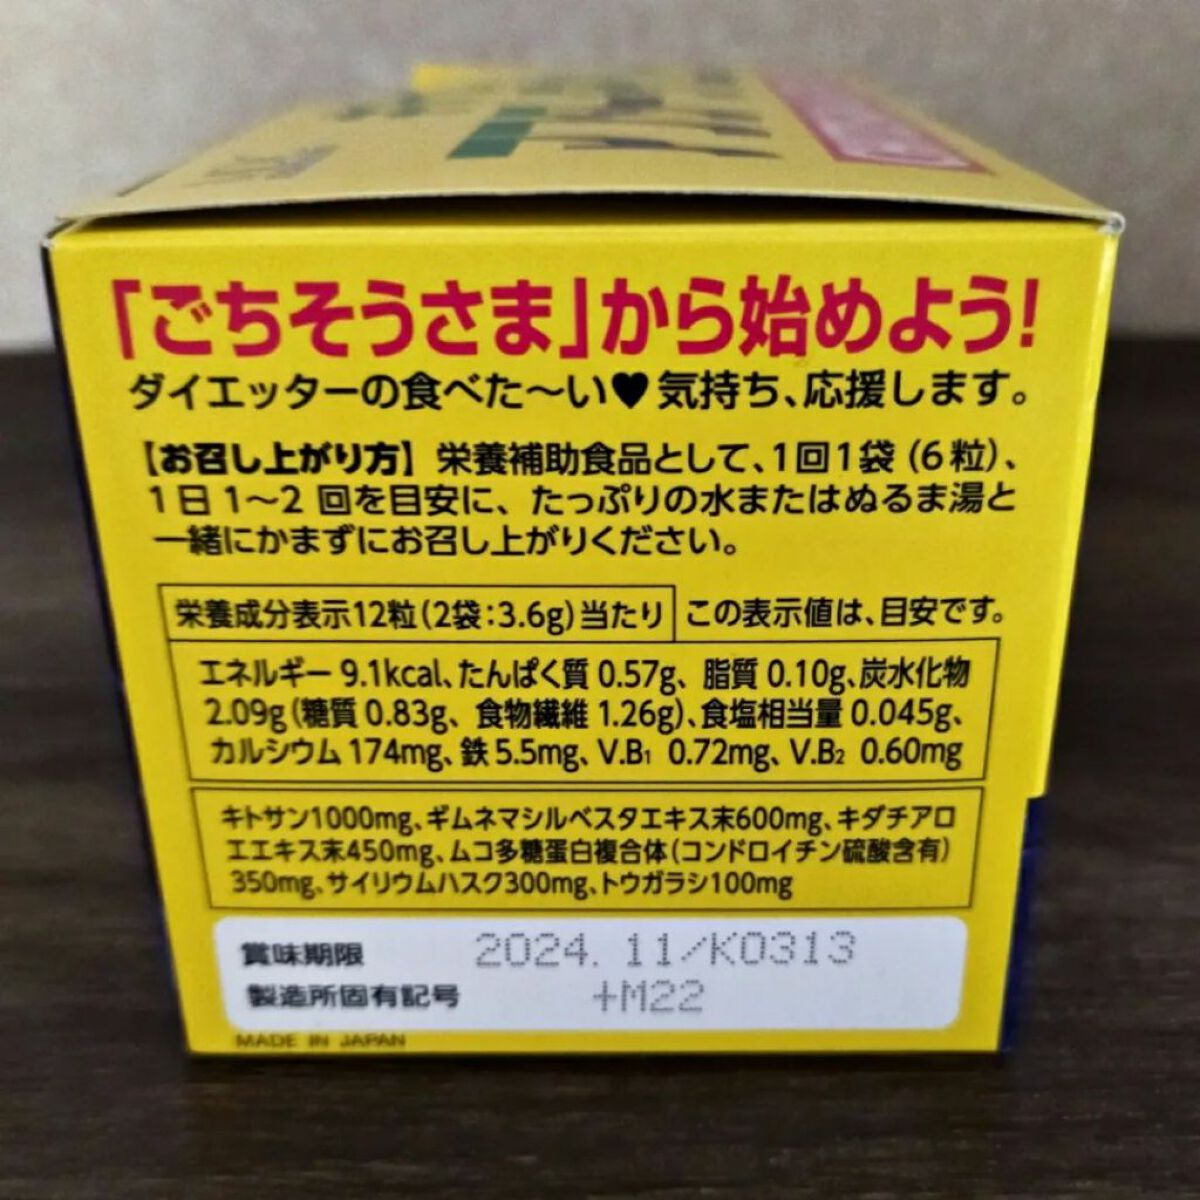 「ごちそうさま」から始めよう!
ダイエッターの食べた〜い♥気持ち、応援します。
【お召し上がり方】 栄養補助食品として、1回1袋(6粒)、
1日1〜2回を目安に、たっぷりの水またはぬるま湯と
一緒にかまずにお召し上がりください。
栄養成分表示12粒(2袋:3.6g)当たり この表示値は、目安です。
エネルギー 9.1kcal、たんぱく質 0.57g、脂質 0.10g、炭水化物
2.09g(糖質 0.83g、食物繊維 1.26g)、食塩相当量 0.045g、
カルシウム 174mg、鉄 5.5mg、V.B1 0.72mg、V.B2 0.60mg
キトサン1000mg、ギムネマシルベスタエキス末600mg、キダチアロ
エエキス末450mg、ムコ多糖蛋白複合体(コンドロイチン硫酸含有)
350mg、サイリウムハスク300mg、トウガラシ100mg
賞味期限 2024.11/K0313
製造所固有記号 +M22
MADE IN JAPAN